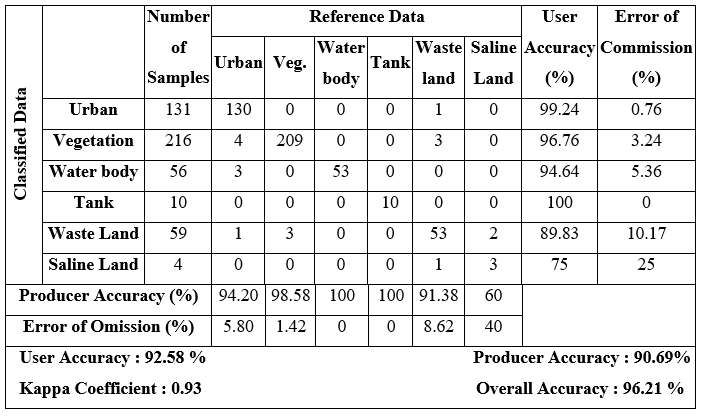 Classified Data
Number of Samples
Reference Data
User Accuracy (%)
Error of Commission (%)
Urban Veg. Water body Tank Waste land Saline Land
Urban 131 130 0 0 0 1 0 99.24 0.76
Vegetation 216 4 209 0 0 3 0 96.76 3.24
Water body 56 3 0 53 0 0 0 94.64 5.36
Tank 10 0 0 0 10 0 0 100 0
Waste Land 59 1 3 0 0 53 2 89.83 10.17
Saline Land 4 0 0 0 0 1 3 75 25
Producer Accuracy (%) 94.20 98.58 100 100 91.38 60
Error of Omission (%) 5.80 1.42 0 0 8.62 40
User Accuracy : 92.58 % Producer Accuracy : 90.69%
Kappa Coefficient : 0.93 Overall Accuracy : 96.21 %